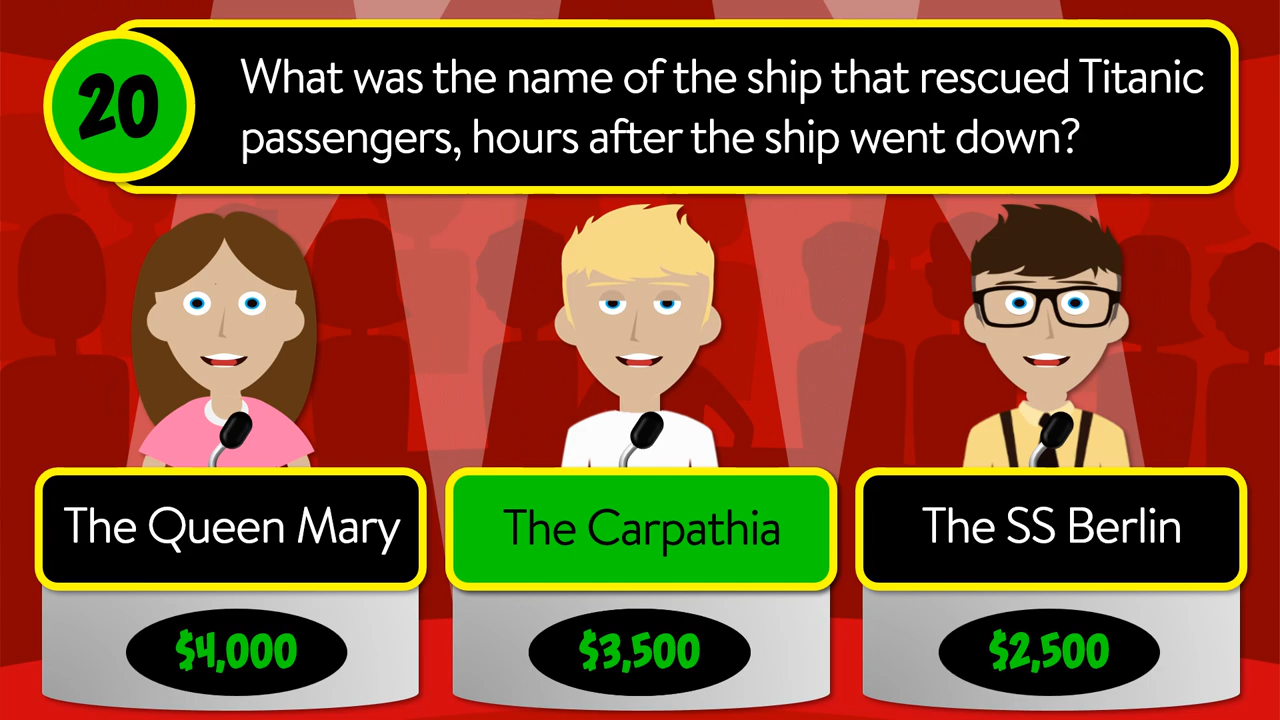 20
What was the name of the ship that rescued Titanic
passengers, hours after the ship went down?
The Queen Mary
The Carpathia
The SS Berlin
$4,000
$3,500
$2,500